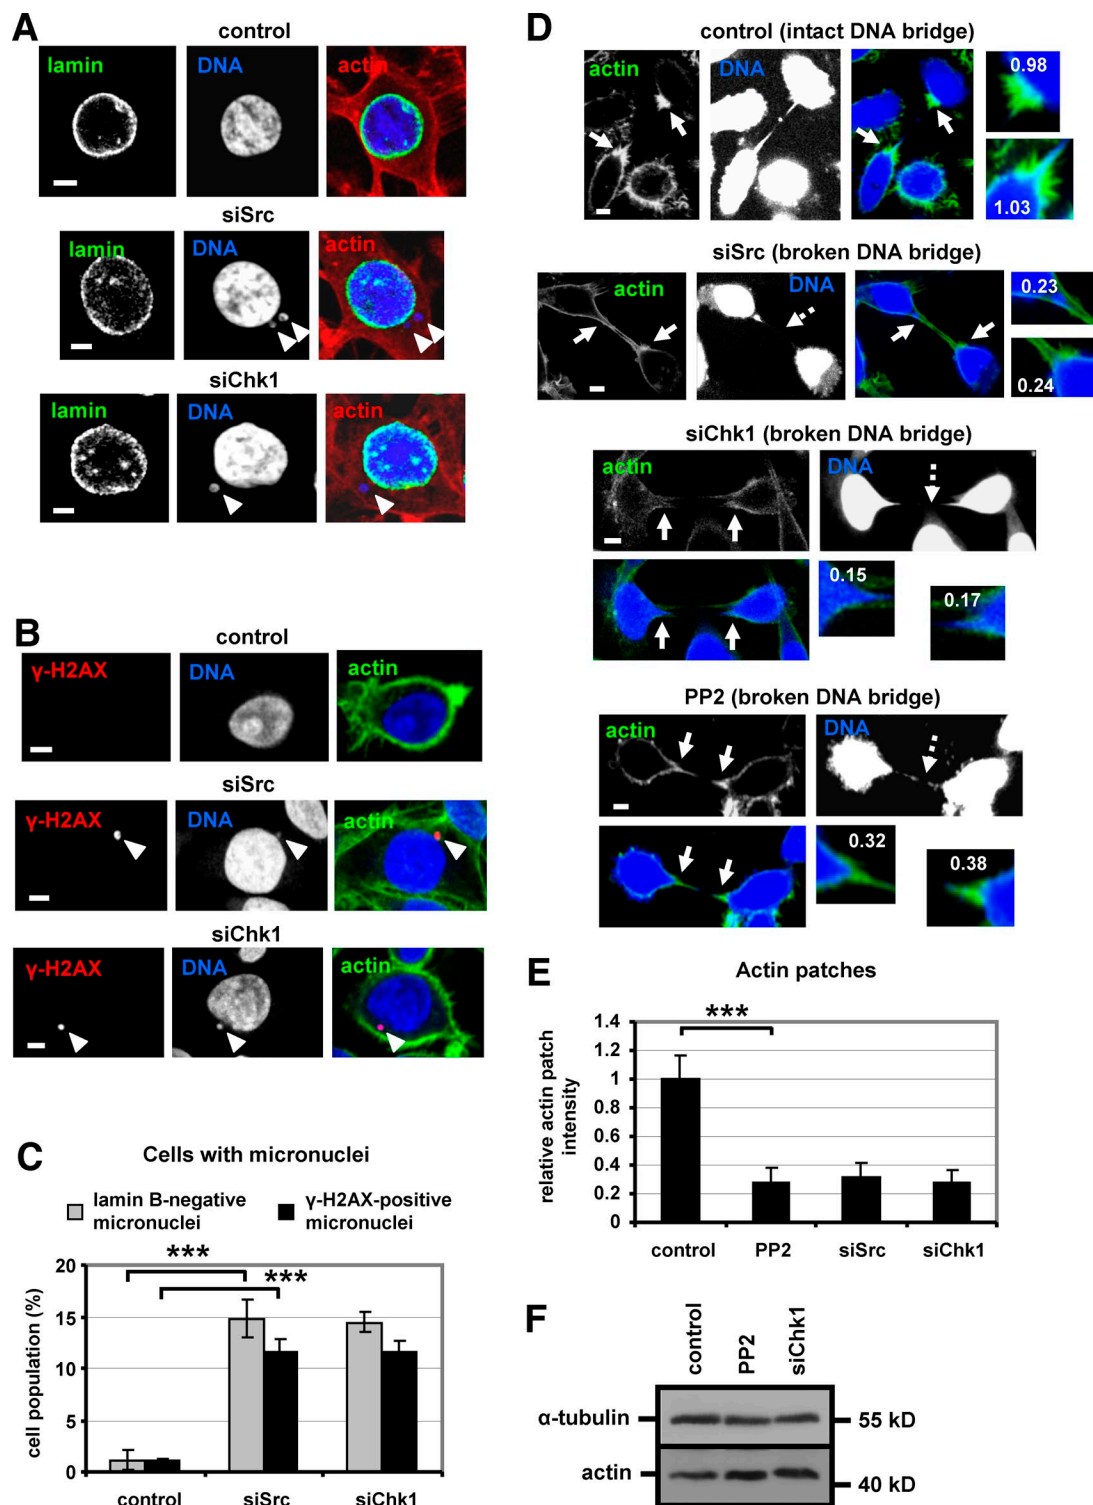 A
control
lamin
DNA
actin
siSrc
lamin
DNA
actin
siChk1
lamin
DNA
actin
B
control
γ-H2AX
DNA
actin
siSrc
γ-H2AX
DNA
actin
siChk1
γ-H2AX
DNA
actin
C
Cells with micronuclei
lamin B-negative
micronuclei
γ-H2AX-positive
micronuclei
***
***
cell population (%)
20
15
10
5
0
control
siSrc
siChk1
D
control (intact DNA bridge)
actin
DNA
0.98
1.03
siSrc (broken DNA bridge)
actin
DNA
0.23
0.24
siChk1 (broken DNA bridge)
actin
DNA
0.15
0.17
PP2 (broken DNA bridge)
actin
DNA
0.32
0.38
E
Actin patches
***
relative actin patch
intensity
1.4
1.2
1
0.8
0.6
0.4
0.2
0
control
PP2
siSrc
siChk1
F
control
PP2
siChk1
α-tubulin
55 kD
actin
40 kD